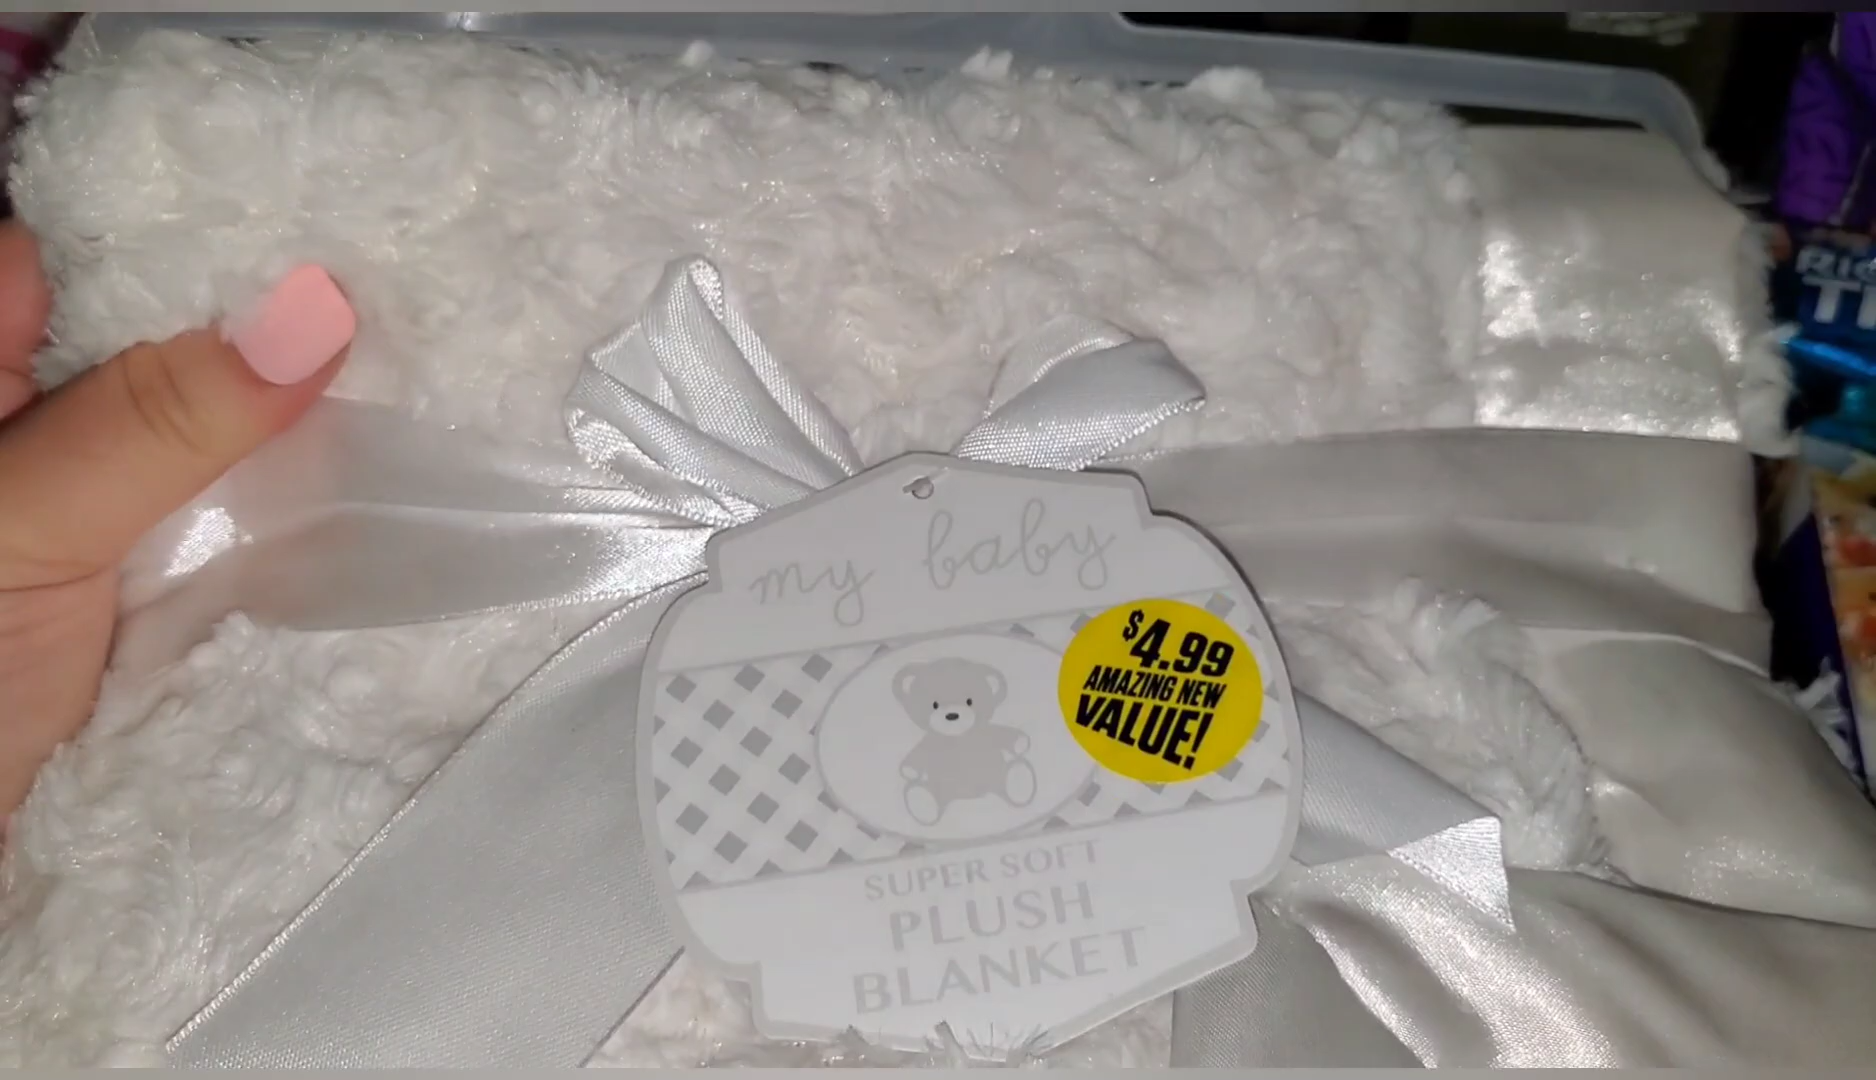 my baby
$4.99
AMAZING NEW
VALUE!
SUPER SOFT
PLUSH
BLANKET